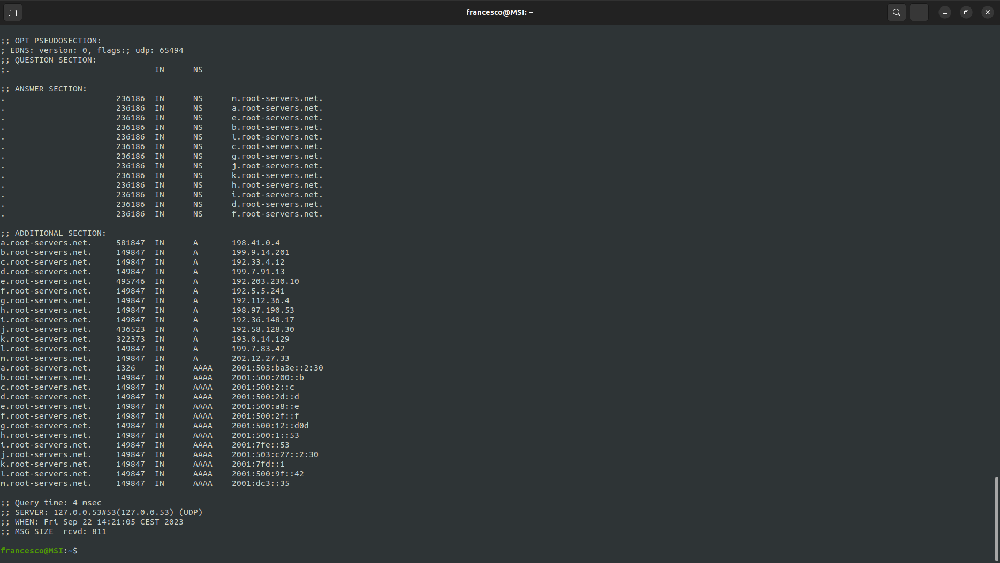 francesco@MSI: ~
;; OPT PSEUDOSECTION:
; EDNS: version: 0, flags:; udp: 65494
;; QUESTION SECTION:
;. IN NS
;; ANSWER SECTION:
. 236186 IN NS m.root-servers.net.
. 236186 IN NS a.root-servers.net.
. 236186 IN NS e.root-servers.net.
. 236186 IN NS b.root-servers.net.
. 236186 IN NS l.root-servers.net.
. 236186 IN NS c.root-servers.net.
. 236186 IN NS g.root-servers.net.
. 236186 IN NS j.root-servers.net.
. 236186 IN NS k.root-servers.net.
. 236186 IN NS h.root-servers.net.
. 236186 IN NS i.root-servers.net.
. 236186 IN NS d.root-servers.net.
. 236186 IN NS f.root-servers.net.
;; ADDITIONAL SECTION:
a.root-servers.net. 581847 IN A 198.41.0.4
b.root-servers.net. 149847 IN A 199.9.14.201
c.root-servers.net. 149847 IN A 192.33.4.12
d.root-servers.net. 149847 IN A 199.7.91.13
e.root-servers.net. 495746 IN A 192.203.230.10
f.root-servers.net. 149847 IN A 192.5.5.241
g.root-servers.net. 149847 IN A 192.112.36.4
h.root-servers.net. 149847 IN A 198.97.190.53
i.root-servers.net. 149847 IN A 192.36.148.17
j.root-servers.net. 436523 IN A 192.58.128.30
k.root-servers.net. 322373 IN A 193.0.14.129
l.root-servers.net. 149847 IN A 199.7.83.42
m.root-servers.net. 149847 IN A 202.12.27.33
a.root-servers.net. 1326 IN AAAA 2001:503:ba3e::2:30
b.root-servers.net. 149847 IN AAAA 2001:500:200::b
c.root-servers.net. 149847 IN AAAA 2001:500:2::c
d.root-servers.net. 149847 IN AAAA 2001:500:2d::d
e.root-servers.net. 149847 IN AAAA 2001:500:a8::e
f.root-servers.net. 149847 IN AAAA 2001:500:2f::f
g.root-servers.net. 149847 IN AAAA 2001:500:12::d0d
h.root-servers.net. 149847 IN AAAA 2001:500:1::53
i.root-servers.net. 149847 IN AAAA 2001:7fe::53
j.root-servers.net. 149847 IN AAAA 2001:503:c27::2:30
k.root-servers.net. 149847 IN AAAA 2001:7fd::1
l.root-servers.net. 149847 IN AAAA 2001:500:9f::42
m.root-servers.net. 149847 IN AAAA 2001:dc3::35
;; Query time: 4 msec
;; SERVER: 127.0.0.53#53(127.0.0.53) (UDP)
;; WHEN: Fri Sep 22 14:21:05 CEST 2023
;; MSG SIZE  rcvd: 811
francesco@MSI:~$